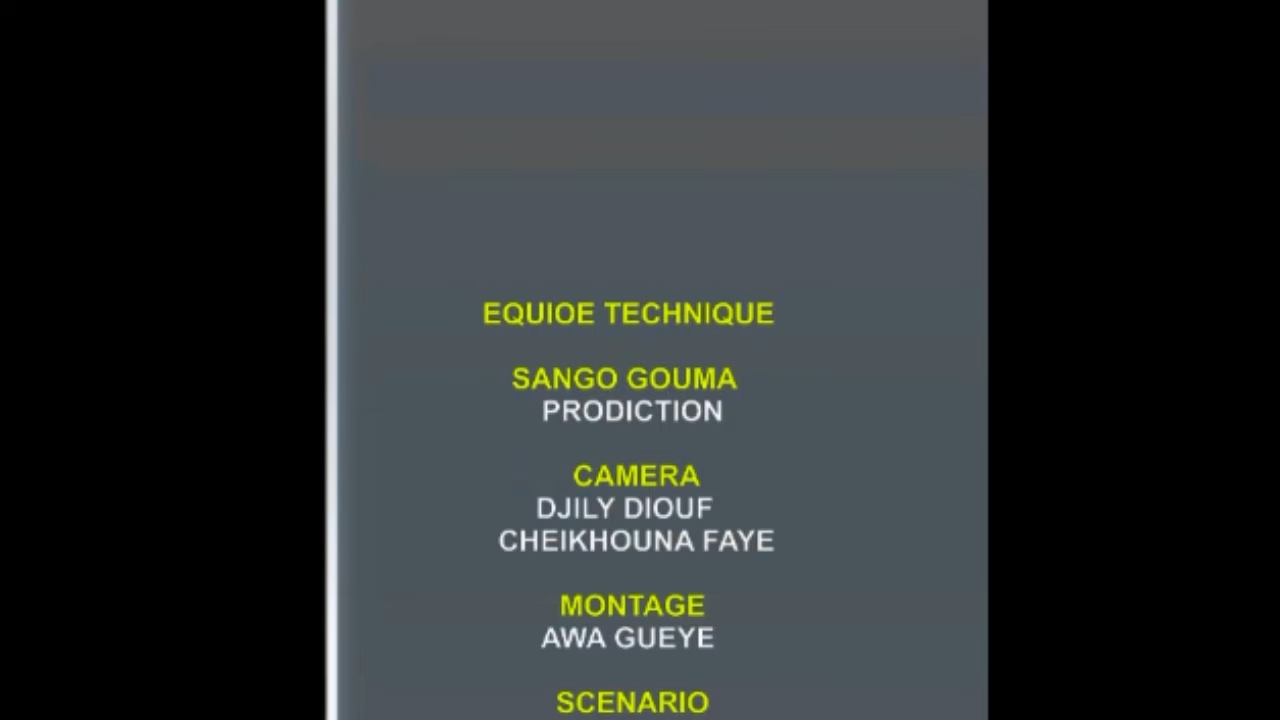 EQUIOE TECHNIQUE
SANGO GOUMA
PRODICTION
CAMERA
DJILY DIOUF
CHEIKHOUNA FAYE
MONTAGE
AWA GUEYE
SCENARIO